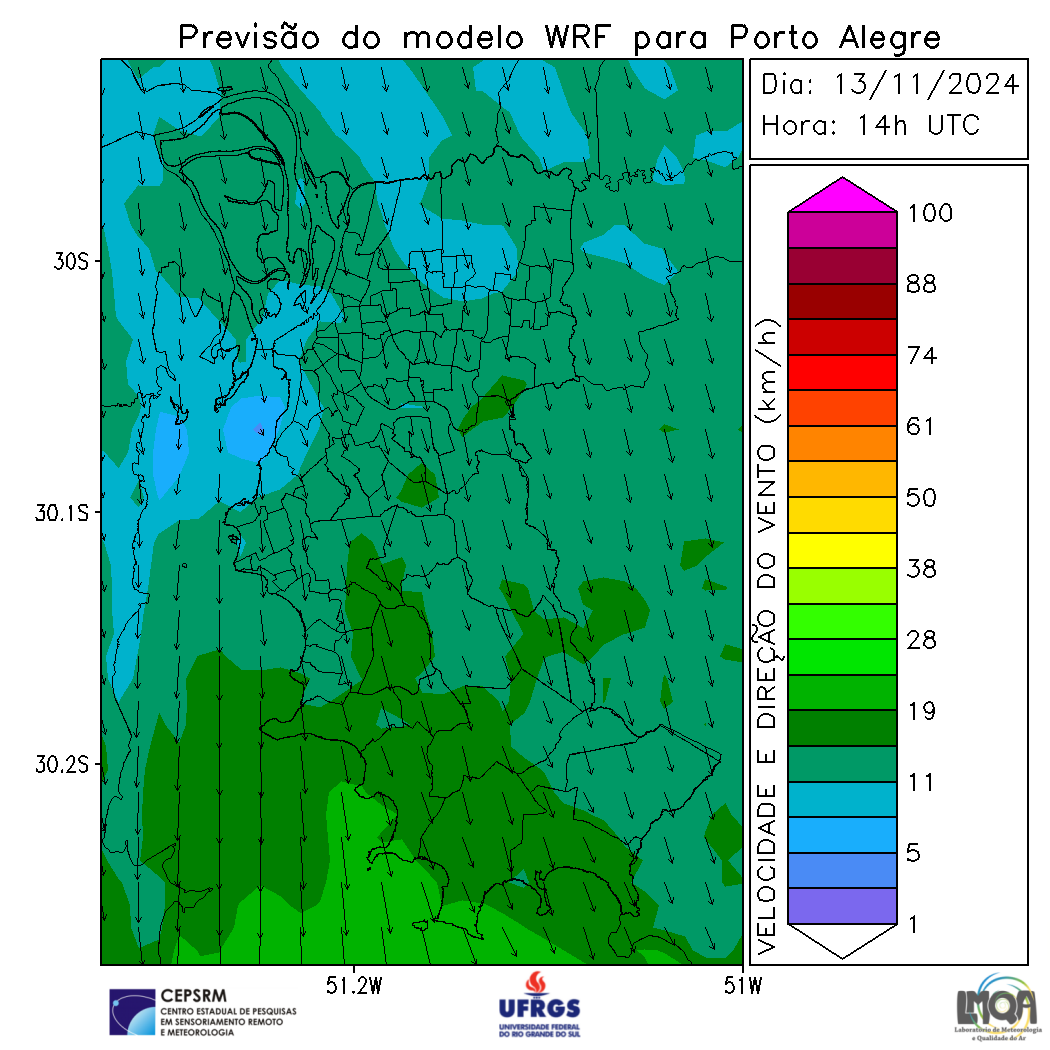 Previsão do modelo WRF para Porto Alegre
Dia: 13/11/2024
Hora: 14h UTC
30S
30.1S
30.2S
51.2W
51W
VELOCIDADE E DIREÇÃO DO VENTO (km/h)
100
88
74
61
50
38
28
19
11
5
1
CEPSRM
CENTRO ESTADUAL DE PESQUISAS
EM SENSORIAMENTO REMOTO
E METEOROLOGIA
UFRGS
UNIVERSIDADE FEDERAL
DO RIO GRANDE DO SUL
LMQA
Laboratório de Meteorologia
e Qualidade do Ar